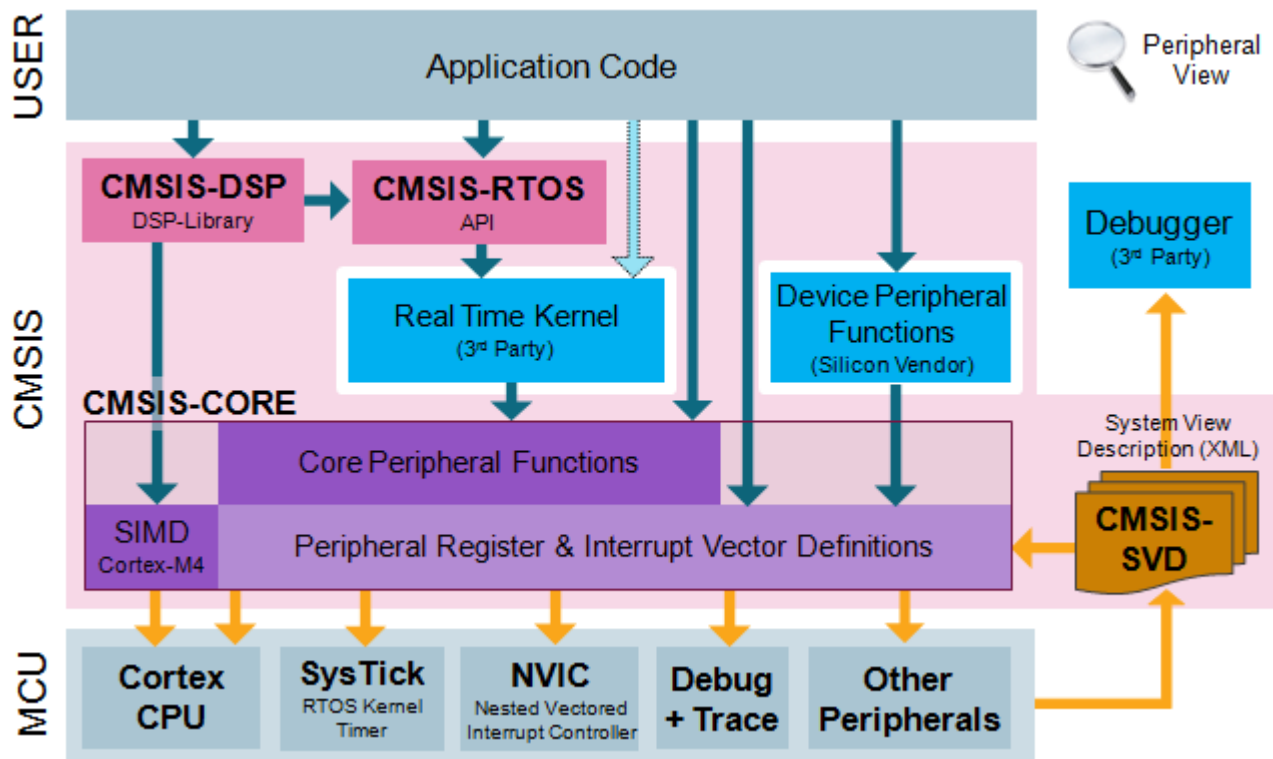 USER
Application Code
Peripheral
View
CMSIS
CMSIS-DSP
DSP-Library
CMSIS-RTOS
API
Real Time Kernel
(3rd Party)
Device Peripheral
Functions
(Silicon Vendor)
Debugger
(3rd Party)
CMSIS-CORE
Core Peripheral Functions
SIMD
Cortex-M4
Peripheral Register & Interrupt Vector Definitions
System View
Description (XML)
CMSIS-
SVD
MCU
Cortex
CPU
SysTick
RTOS Kernel
Timer
NVIC
Nested Vectored
Interrupt Controller
Debug
+ Trace
Other
Peripherals